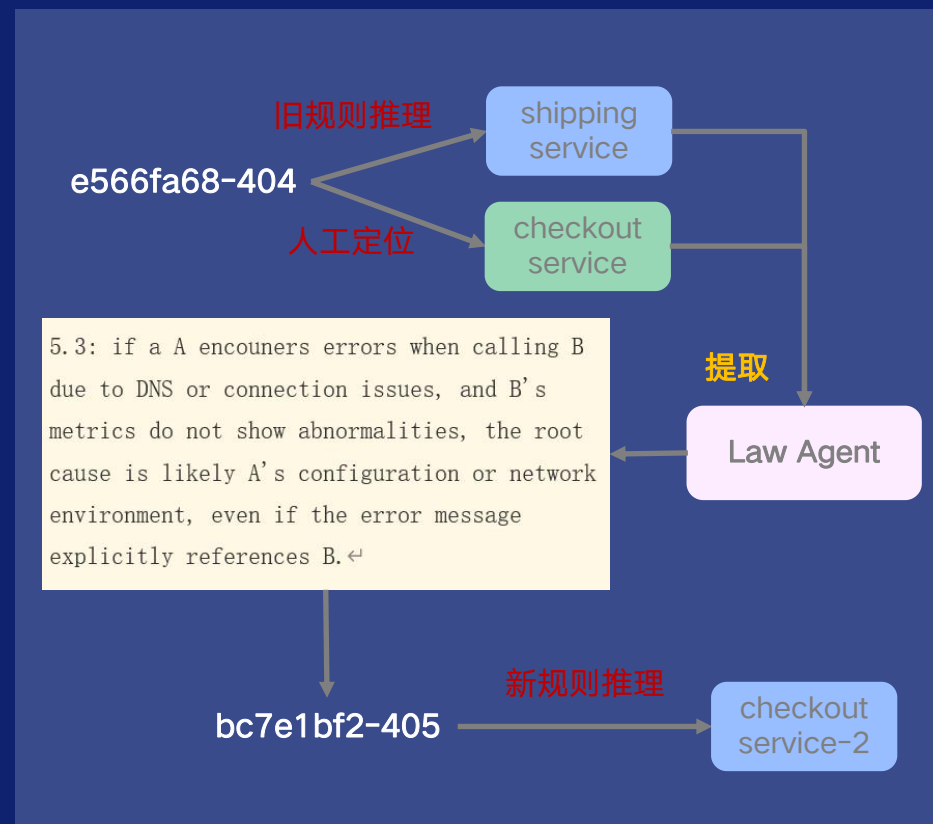 旧规则推理
shipping
service
e566fa68-404
人工定位
checkout
service
5.3: if a A encouners errors when calling B
due to DNS or connection issues, and B's
metrics do not show abnormalities, the root
cause is likely A's configuration or network
environment, even if the error message
explicitly references B.↵
提取
Law Agent
新规则推理
bc7e1bf2-405
checkout
service-2